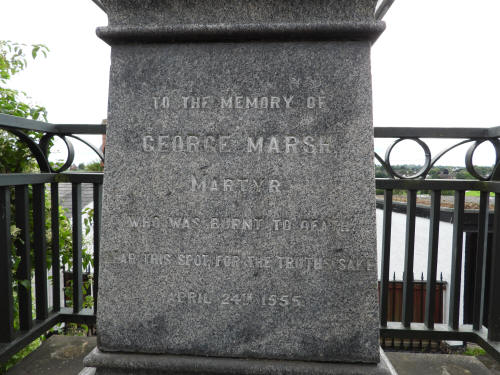 TO THE MEMORY OF
GEORGE MARSH
MARTYR
WHO WAS BURNT TO DEATH
NEAR THIS SPOT, FOR THE TRUTH'S SAKE
APRIL 24TH 1555